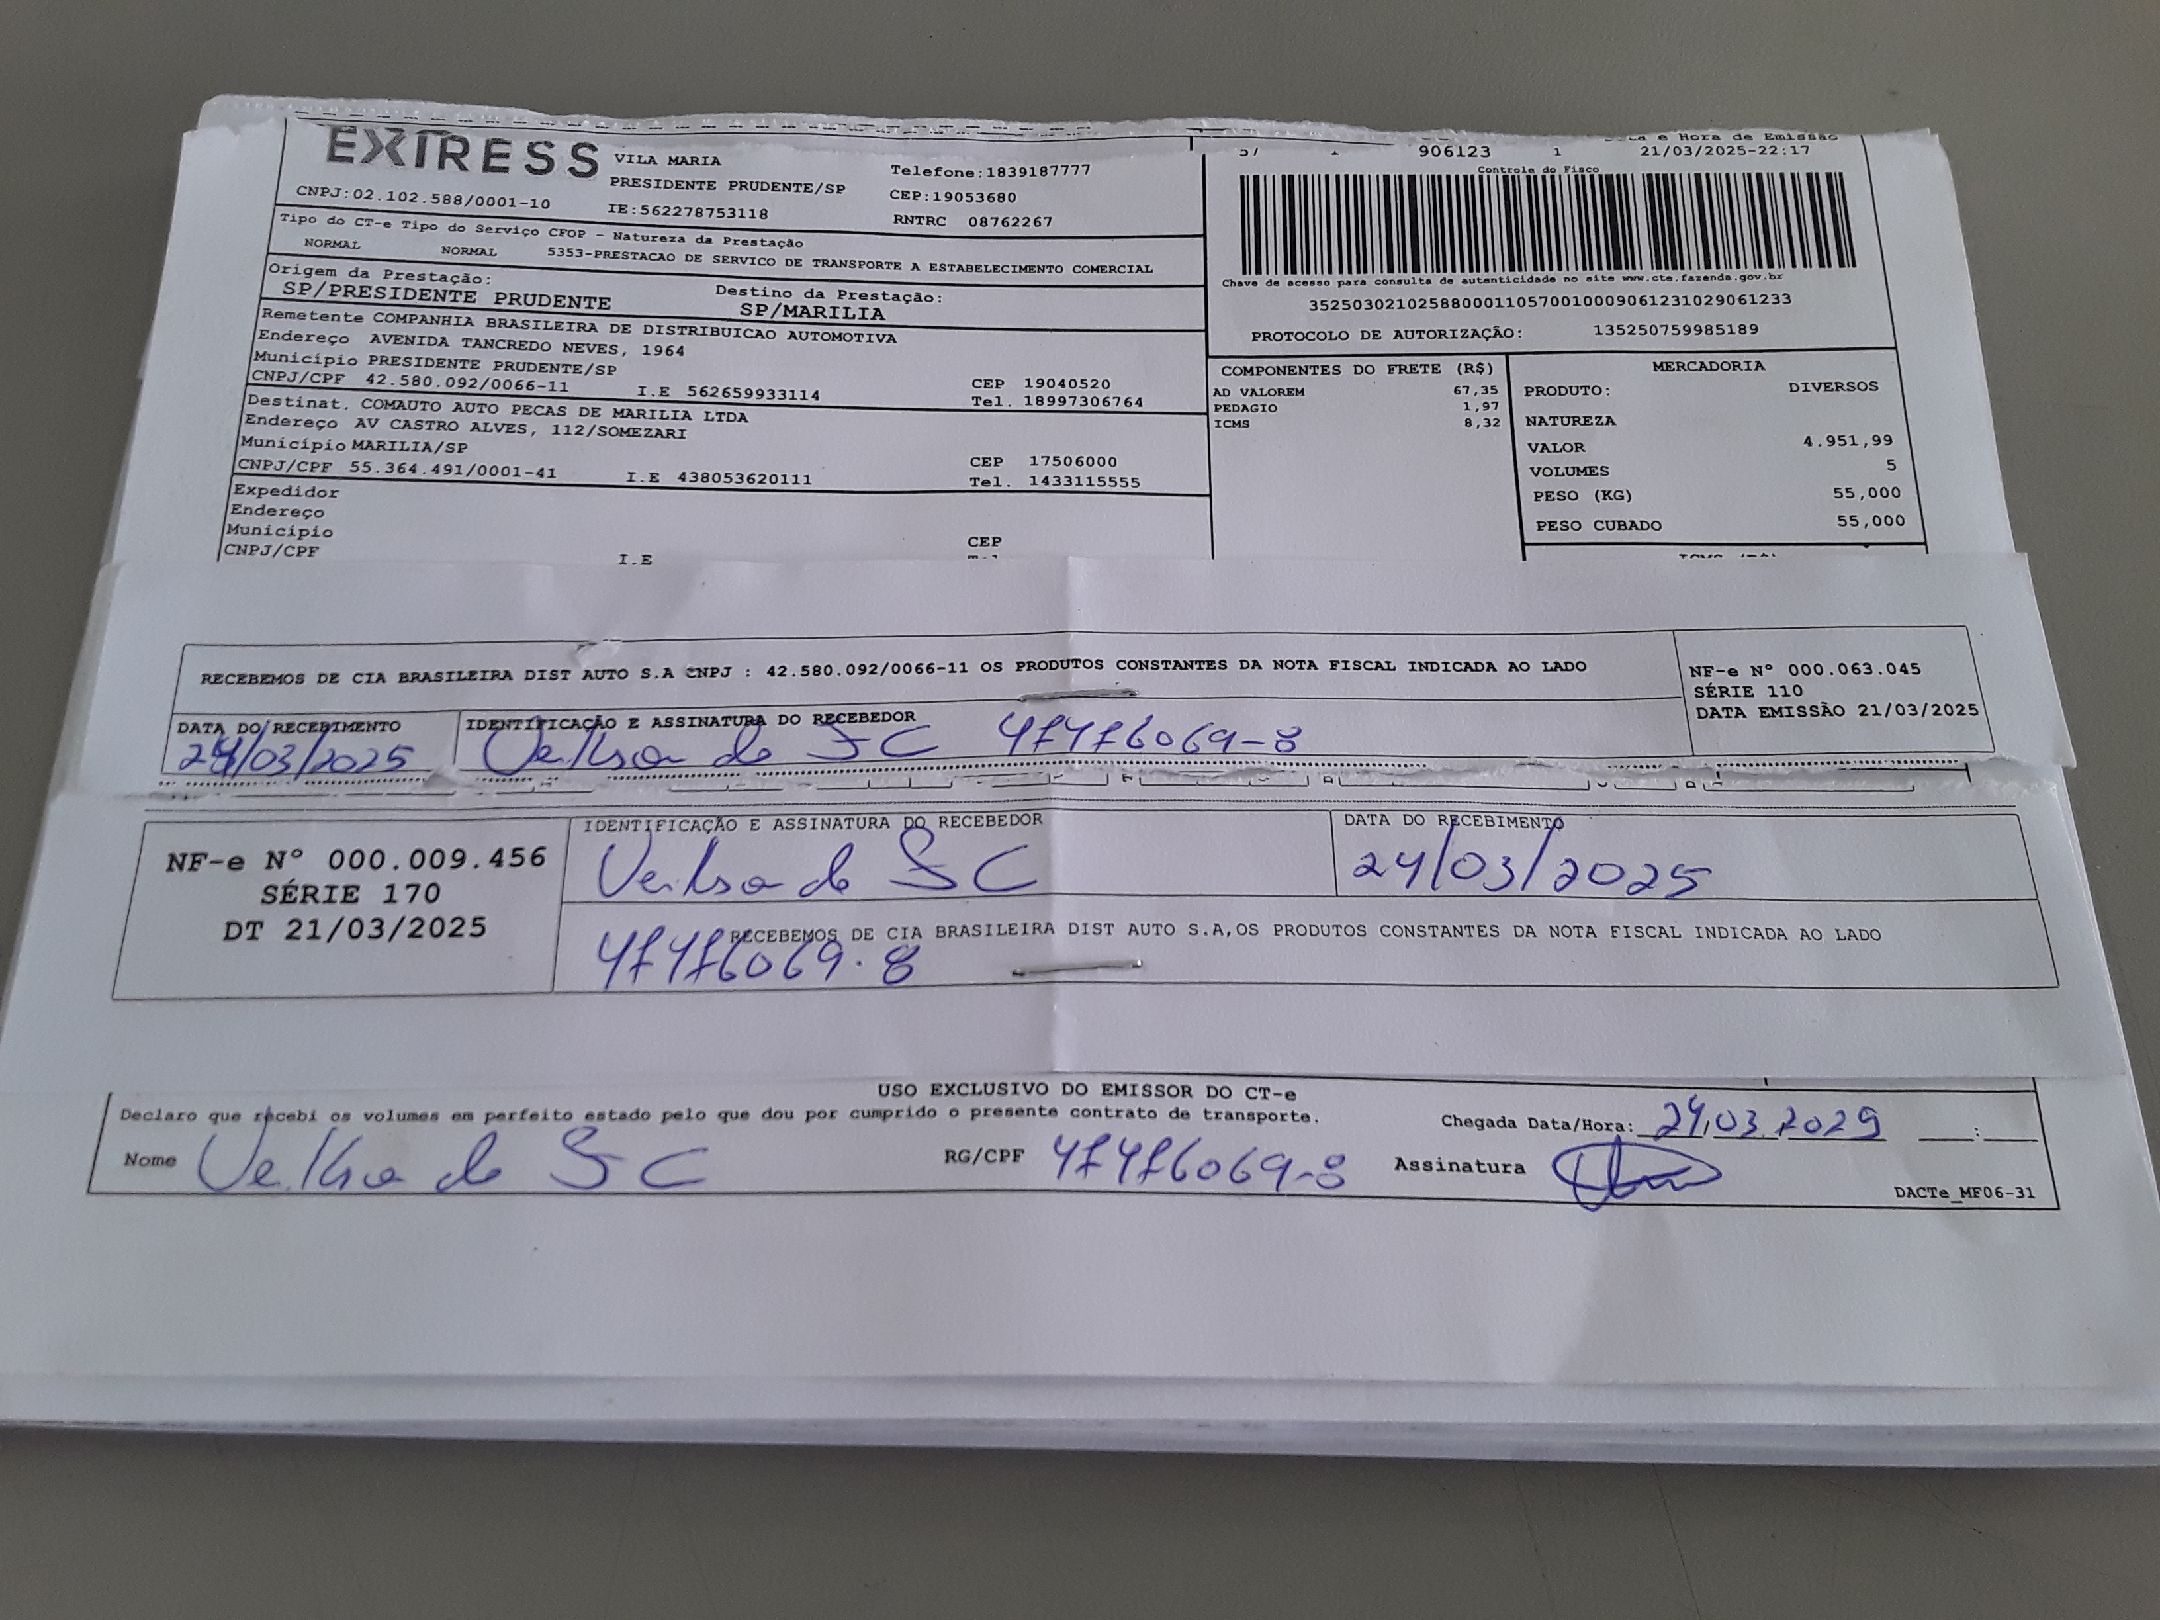 EXTRESS
VILA MARIA
PRESIDENTE PRUDENTE/SP
Telefone:1839187777
CEP:19053680
CNPJ:02.102.588/0001-10 IE:562278753118 RNTRC 08762267
906123 1 21/03/2025-22:17
e Hora de Emissão
Controle do Fisco
Tipo do CT-e Tipo do Serviço CFOP - Natureza da Prestação
NORMAL NORMAL 5353-PRESTACAO DE SERVICO DE TRANSPORTE A ESTABELECIMENTO COMERCIAL
Origem da Prestação: Destino da Prestação:
SP/PRESIDENTE PRUDENTE SP/MARILIA
Chave de acesso para consulta de autenticidade no site www.cte.fazenda.gov.br
35250302102588000110570010009061231029061233
PROTOCOLO DE AUTORIZAÇÃO: 135250759985189
Remetente COMPANHIA BRASILEIRA DE DISTRIBUICAO AUTOMOTIVA
Endereço AVENIDA TANCREDO NEVES, 1964
Município PRESIDENTE PRUDENTE/SP CEP 19040520
CNPJ/CPF 42.580.092/0066-11 I.E 562659933114 Tel. 18997306764
Destinat. COMAUTO AUTO PECAS DE MARILIA LTDA
Endereço AV CASTRO ALVES, 112/SOMEZARI
Município MARILIA/SP CEP 17506000
CNPJ/CPF 55.364.491/0001-41 I.E 438053620111 Tel. 1433115555
Expedidor
Endereço
Município CEP
CNPJ/CPF I.E
COMPONENTES DO FRETE (R$)
AD VALOREM 67,35
PEDAGIO 1,97
ICMS 8,32
MERCADORIA
PRODUTO: DIVERSOS
NATUREZA
VALOR 4.951,99
VOLUMES 5
PESO (KG) 55,000
PESO CUBADO 55,000
RECEBEMOS DE CIA BRASILEIRA DIST AUTO S.A CNPJ : 42.580.092/0066-11 OS PRODUTOS CONSTANTES DA NOTA FISCAL INDICADA AO LADO
NF-e N° 000.063.045
SÉRIE 110
DATA EMISSÃO 21/03/2025
DATA DO RECEBIMENTO IDENTIFICAÇÃO E ASSINATURA DO RECEBEDOR
24/03/2025
NF-e N° 000.009.456
SÉRIE 170
DT 21/03/2025
IDENTIFICAÇÃO E ASSINATURA DO RECEBEDOR
DATA DO RECEBIMENTO
24/03/2025
RECEBEMOS DE CIA BRASILEIRA DIST AUTO S.A,OS PRODUTOS CONSTANTES DA NOTA FISCAL INDICADA AO LADO
USO EXCLUSIVO DO EMISSOR DO CT-e
Declaro que recebi os volumes em perfeito estado pelo que dou por cumprido o presente contrato de transporte.
Chegada Data/Hora:
Nome RG/CPF Assinatura
DACTe_MF06-31